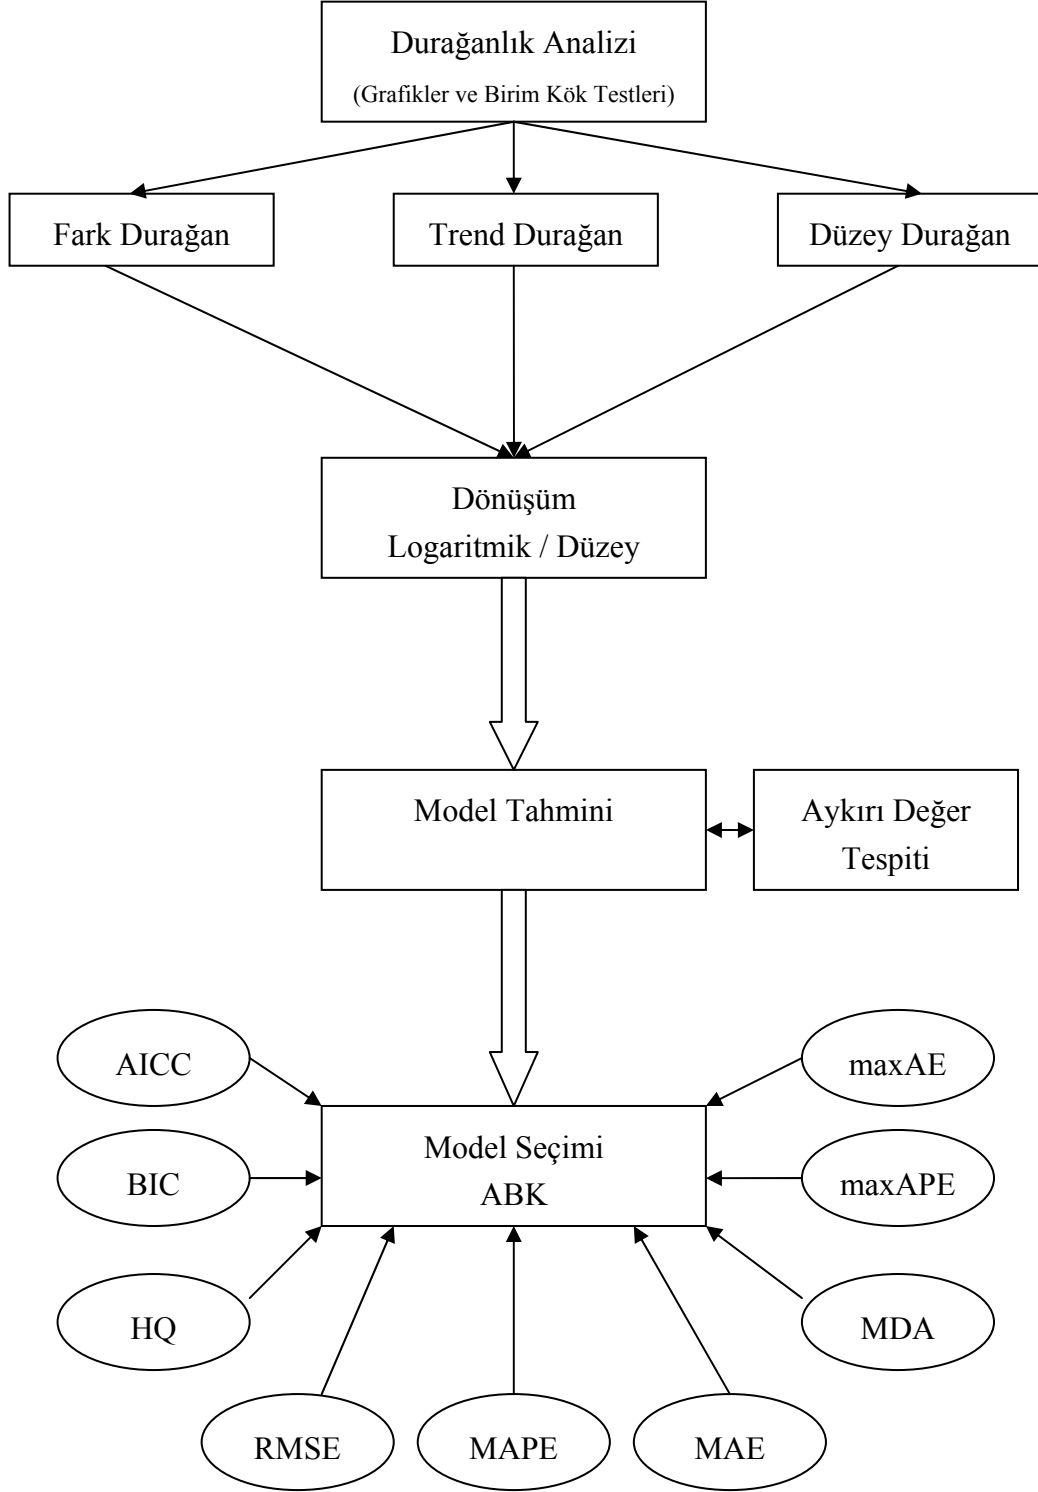 Durağanlık Analizi
(Grafikler ve Birim Kök Testleri)
Fark Durağan
Trend Durağan
Düzey Durağan
Dönüşüm
Logaritmik / Düzey
Model Tahmini
Aykırı Değer
Tespiti
AICC
maxAE
Model Seçimi
ABK
BIC
maxAPE
HQ
MDA
RMSE
MAPE
MAE